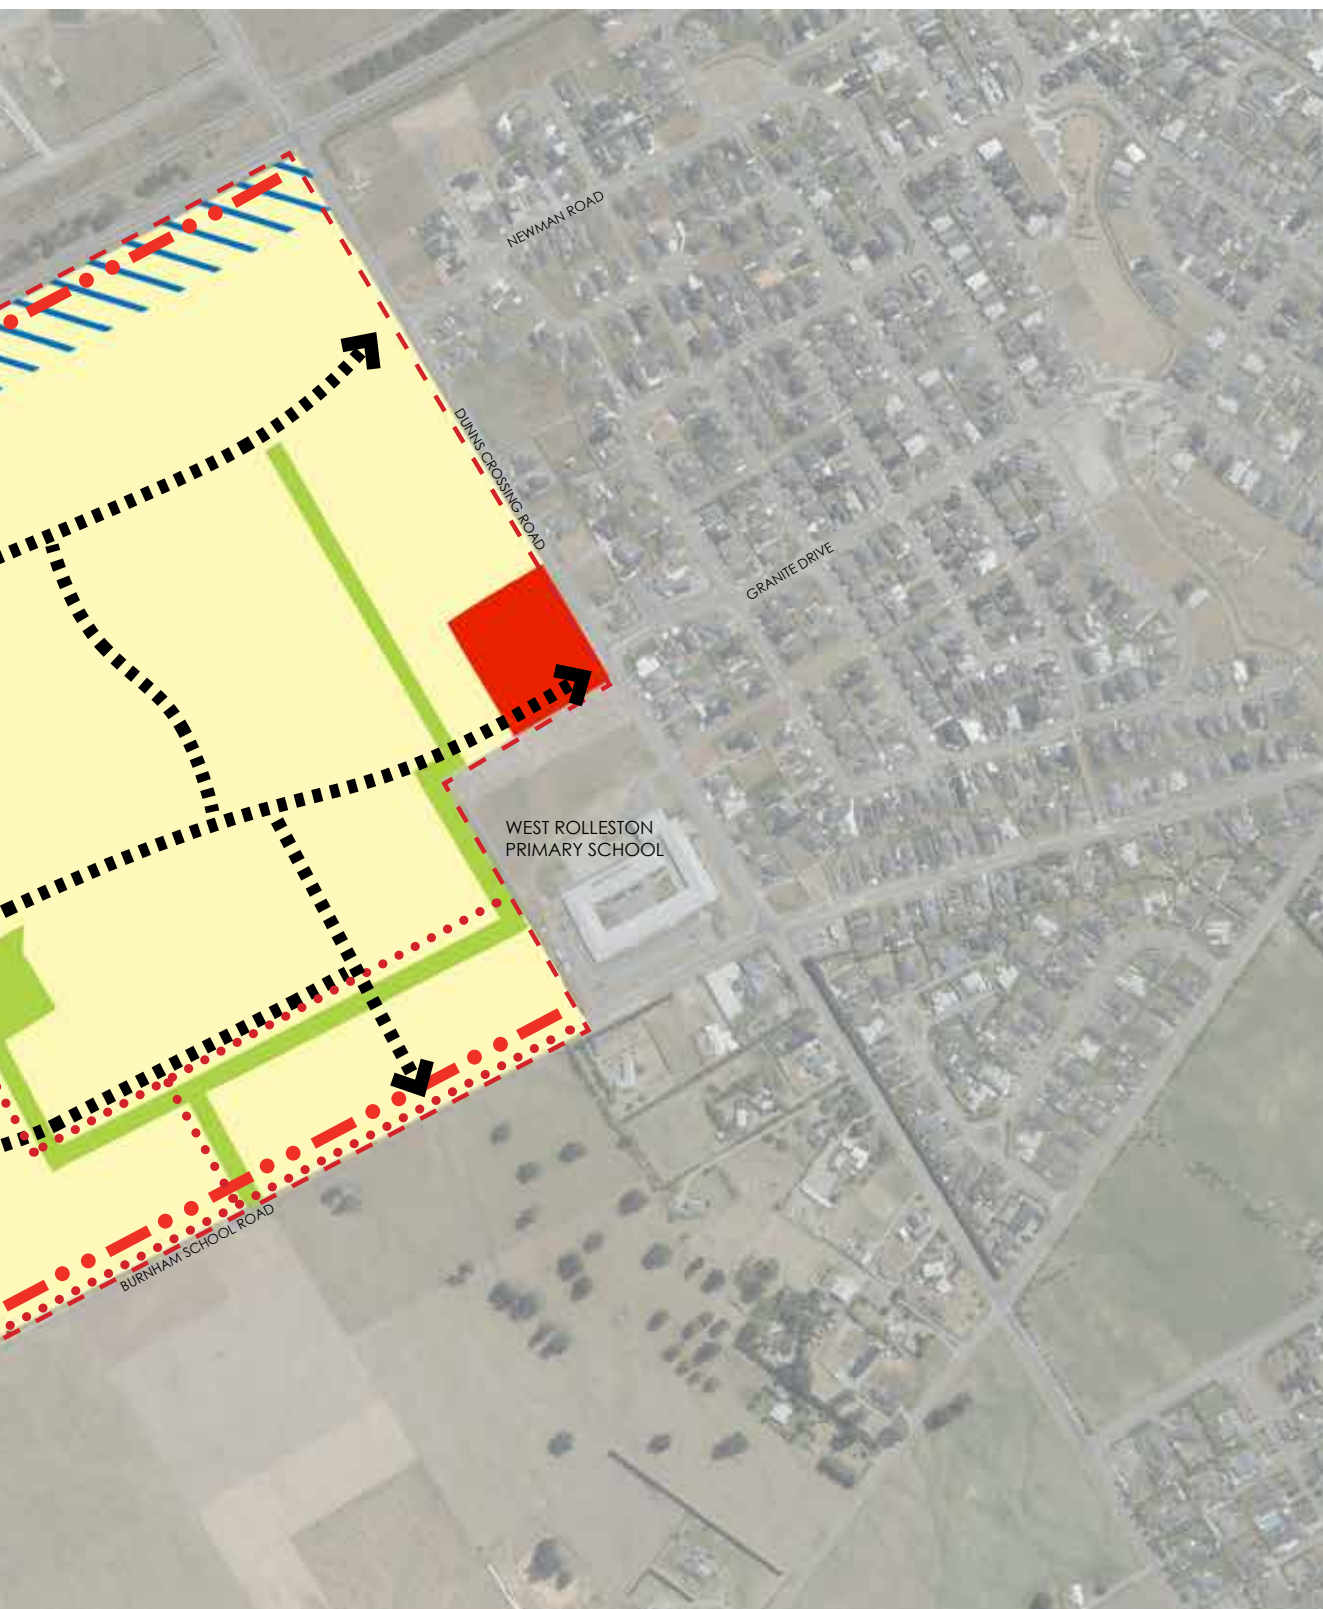 NEWMAN ROAD
DUNNS CROSSING ROAD
GRANITE DRIVE
WEST ROLLESTON
PRIMARY SCHOOL
BURNHAM SCHOOL ROAD